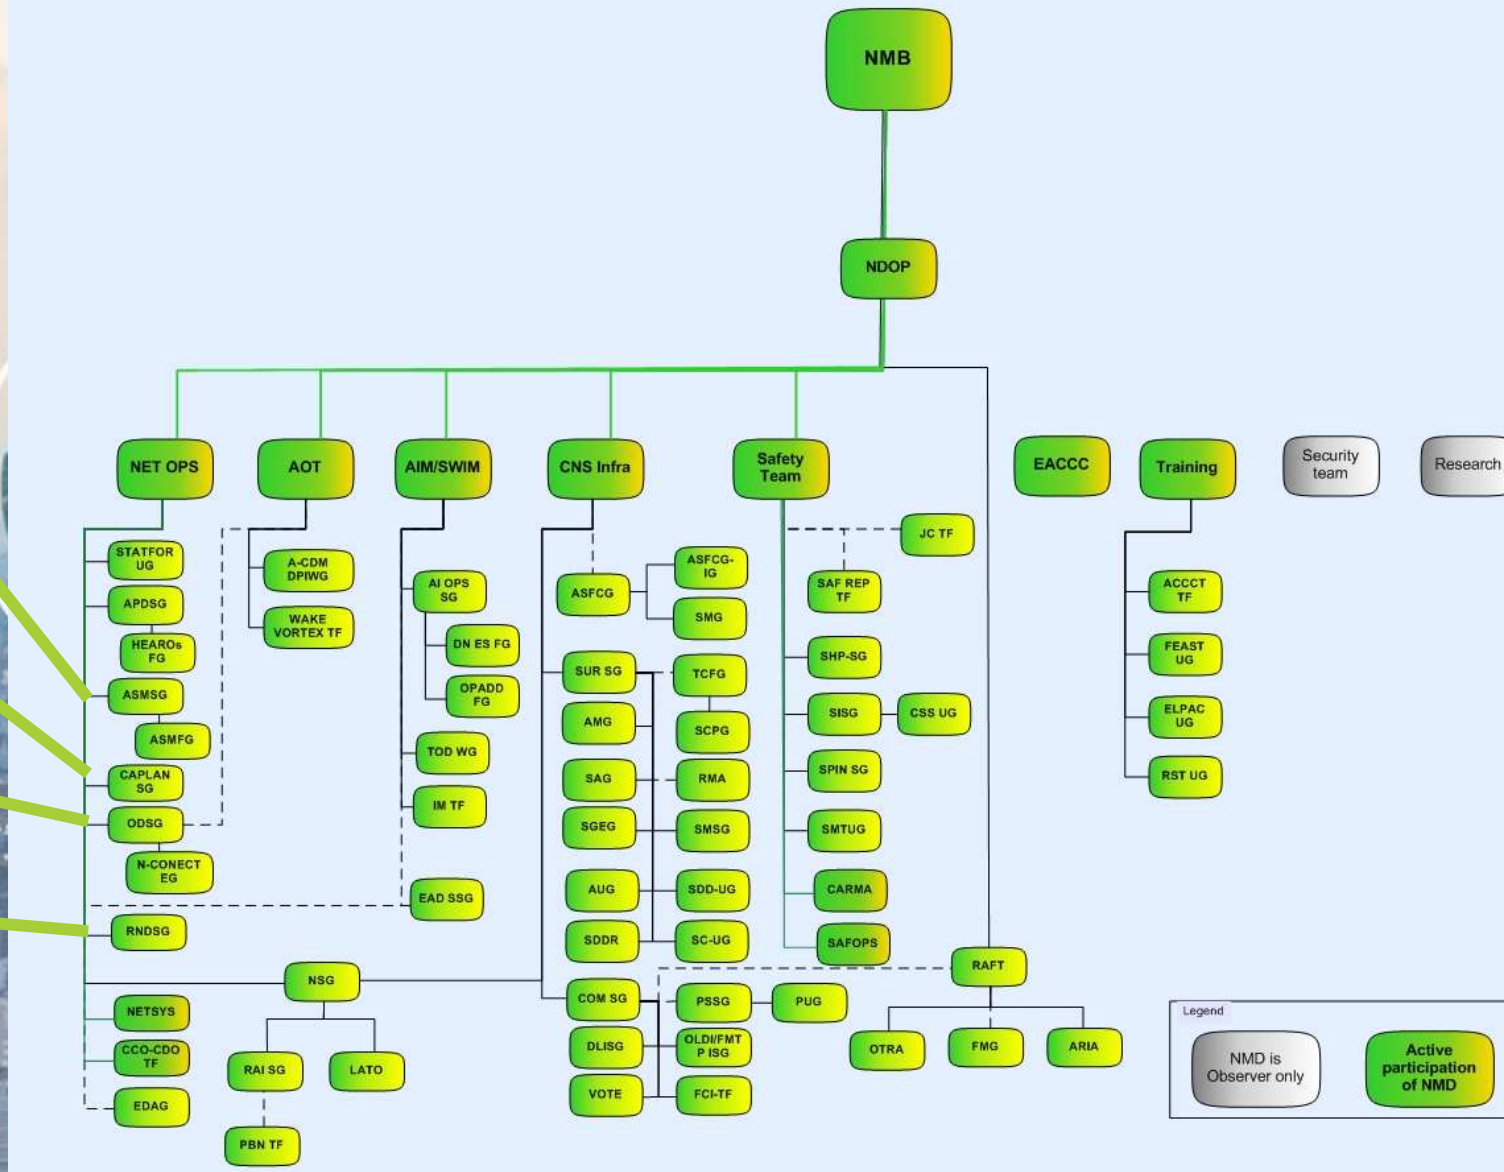 NMB
NDOP
NET OPS
AOT
AIM/SWIM
CNS Infra
Safety
Team
EACCC
Training
Security
team
Research
STATFOR
UG
APDSG
HEAROs
FG
ASMSG
ASMFG
CAPLAN
SG
ODSG
N-CONECT
EG
RNDSG
NETSYS
CCO-CDO
TF
EDAG
A-CDM
DPIWG
WAKE
VORTEX TF
NSG
RAI SG
LATO
PBN TF
AI OPS
SG
DN ES FG
OPADD
FG
TOD WG
IM TF
EAD SSG
ASFCG
ASFCG-
IG
SMG
SUR SG
AMG
SAG
SGEG
AUG
SDDR
TCFG
SCPG
RMA
SMSG
SDD-UG
SC-UG
COM SG
DLISG
VOTE
PSSG
PUG
OLDI/FMT
P ISG
FCI-TF
JC TF
SAF REP
TF
SHP-SG
SISG
CSS UG
SPIN SG
SMTUG
CARMA
SAFOPS
RAFT
OTRA
FMG
ARIA
ACCCT
TF
FEAST
UG
ELPAC
UG
RST UG
Legend
NMD is
Observer only
Active
participation
of NMD